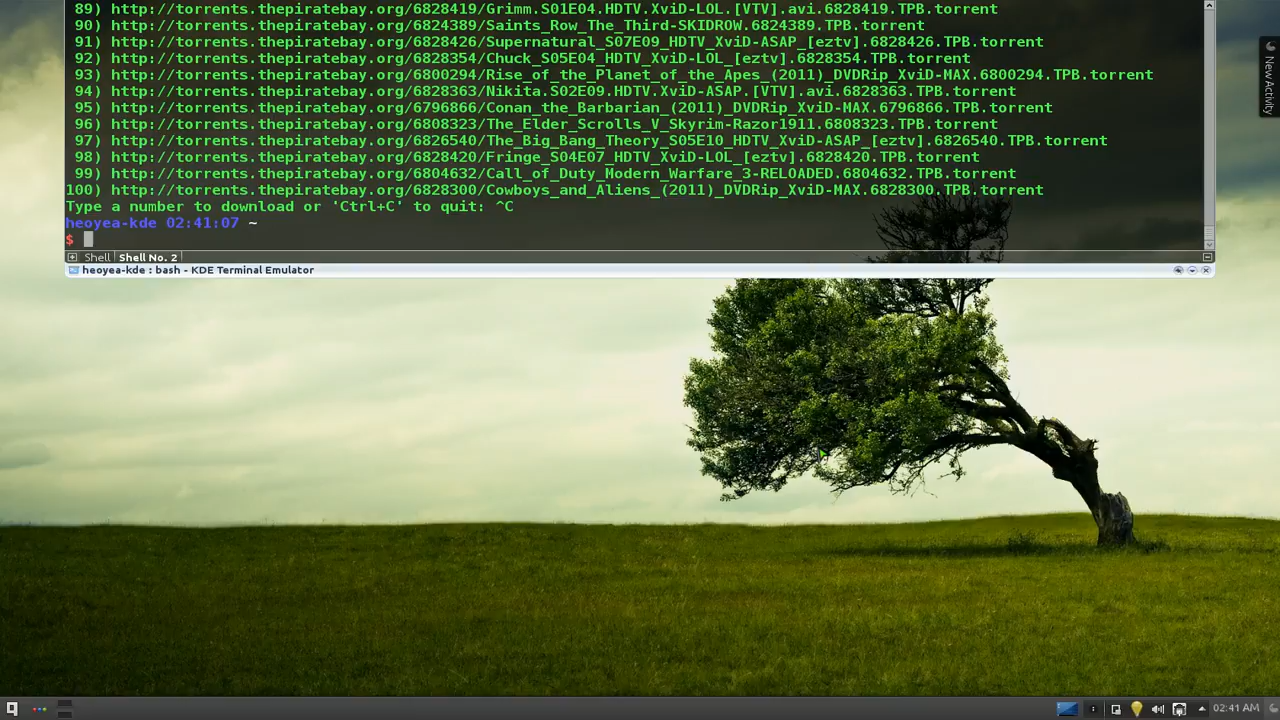 89) http://torrents.thepiratebay.org/6828419/Grimm.S01E04.HDTV.XviD-LOL.[VTV].avi.6828419.TPB.torrent
90) http://torrents.thepiratebay.org/6824389/Saints_Row_The_Third-SKIDROW.6824389.TPB.torrent
91) http://torrents.thepiratebay.org/6828426/Supernatural_S07E09_HDTV_XviD-ASAP_[eztv].6828426.TPB.torrent
92) http://torrents.thepiratebay.org/6828354/Chuck_S05E04_HDTV_XviD-LOL_[eztv].6828354.TPB.torrent
93) http://torrents.thepiratebay.org/6800294/Rise_of_the_Planet_of_the_Apes_(2011)_DVDRip_XviD-MAX.6800294.TPB.torrent
94) http://torrents.thepiratebay.org/6828363/Nikita.S02E09.HDTV.XviD-ASAP.[VTV].avi.6828363.TPB.torrent
95) http://torrents.thepiratebay.org/6796866/Conan_the_Barbarian_(2011)_DVDRip_XviD-MAX.6796866.TPB.torrent
96) http://torrents.thepiratebay.org/6808323/The_Elder_Scrolls_V_Skyrim-Razor1911.6808323.TPB.torrent
97) http://torrents.thepiratebay.org/6826540/The_Big_Bang_Theory_S05E10_HDTV_XviD-ASAP_[eztv].6826540.TPB.torrent
98) http://torrents.thepiratebay.org/6828420/Fringe_S04E07_HDTV_XviD-LOL_[eztv].6828420.TPB.torrent
99) http://torrents.thepiratebay.org/6804632/Call_of_Duty_Modern_Warfare_3-RELOADED.6804632.TPB.torrent
100) http://torrents.thepiratebay.org/6828300/Cowboys_and_Aliens_(2011)_DVDRip_XviD-MAX.6828300.TPB.torrent
Type a number to download or 'Ctrl+C' to quit: ^C
heoyea-kde 02:41:07 ~
$
Shell Shell No. 2
heoyea-kde : bash - KDE Terminal Emulator
New Activity
02:41 AM